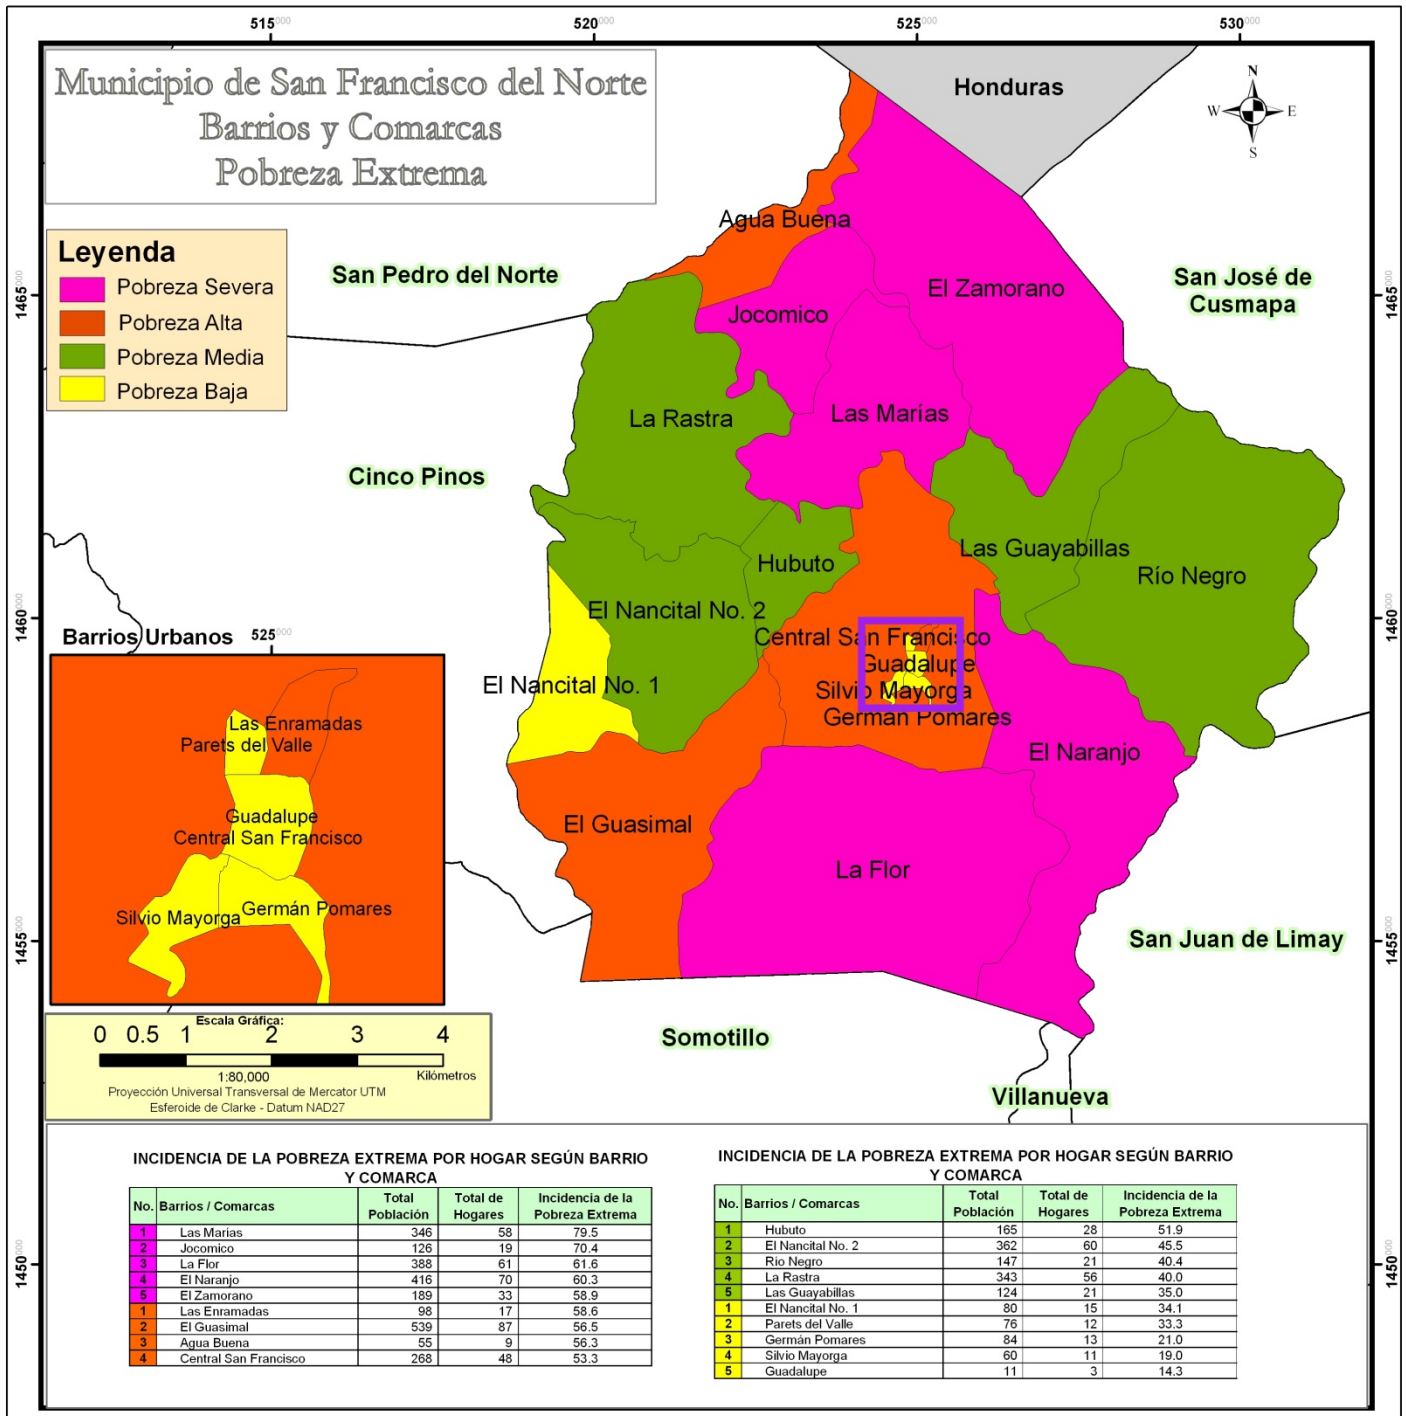 515000
520000
525000
530000
Municipio de San Francisco del Norte
Barrios y Comarcas
Pobreza Extrema
Honduras
N
W
E
S
Leyenda
Pobreza Severa
Pobreza Alta
Pobreza Media
Pobreza Baja
San Pedro del Norte
San José de
Cusmapa
Cinco Pinos
San Juan de Limay
Somotillo
Villanueva
Agua Buena
El Zamorano
Jocomico
Las Marías
La Rastra
Las Guayabillas
Hubuto
Río Negro
El Nancital No. 2
Central San Francisco
Guadalupe
El Nancital No. 1
Silvio Mayorga
Germán Pomares
El Naranjo
El Guasimal
La Flor
1465000
1465000
1460000
1460000
1455000
1455000
1450000
1450000
Barrios Urbanos
525000
Las Enramadas
Parets del Valle
Guadalupe
Central San Francisco
Silvio Mayorga
Germán Pomares
Escala Gráfica:
0 0.5 1 2 3 4
1:80,000
Kilómetros
Proyección Universal Transversal de Mercator UTM
Esferoide de Clarke - Datum NAD27
INCIDENCIA DE LA POBREZA EXTREMA POR HOGAR SEGÚN BARRIO
Y COMARCA
No. Barrios / Comarcas Total Población Total de Hogares Incidencia de la Pobreza Extrema
1 Las Marias 346 58 79.5
2 Jocomico 126 19 70.4
3 La Flor 388 61 61.6
4 El Naranjo 416 70 60.3
5 El Zamorano 189 33 58.9
1 Las Enramadas 98 17 58.6
2 El Guasimal 539 87 56.5
3 Agua Buena 55 9 56.3
4 Central San Francisco 268 48 53.3
INCIDENCIA DE LA POBREZA EXTREMA POR HOGAR SEGÚN BARRIO
Y COMARCA
No. Barrios / Comarcas Total Población Total de Hogares Incidencia de la Pobreza Extrema
1 Hubuto 165 28 51.9
2 El Nancital No. 2 362 60 45.5
3 Rio Negro 147 21 40.4
4 La Rastra 343 56 40.0
5 Las Guayabillas 124 21 35.0
1 El Nancital No. 1 80 15 34.1
2 Parets del Valle 76 12 33.3
3 Germán Pomares 84 13 21.0
4 Silvio Mayorga 60 11 19.0
5 Guadalupe 11 3 14.3